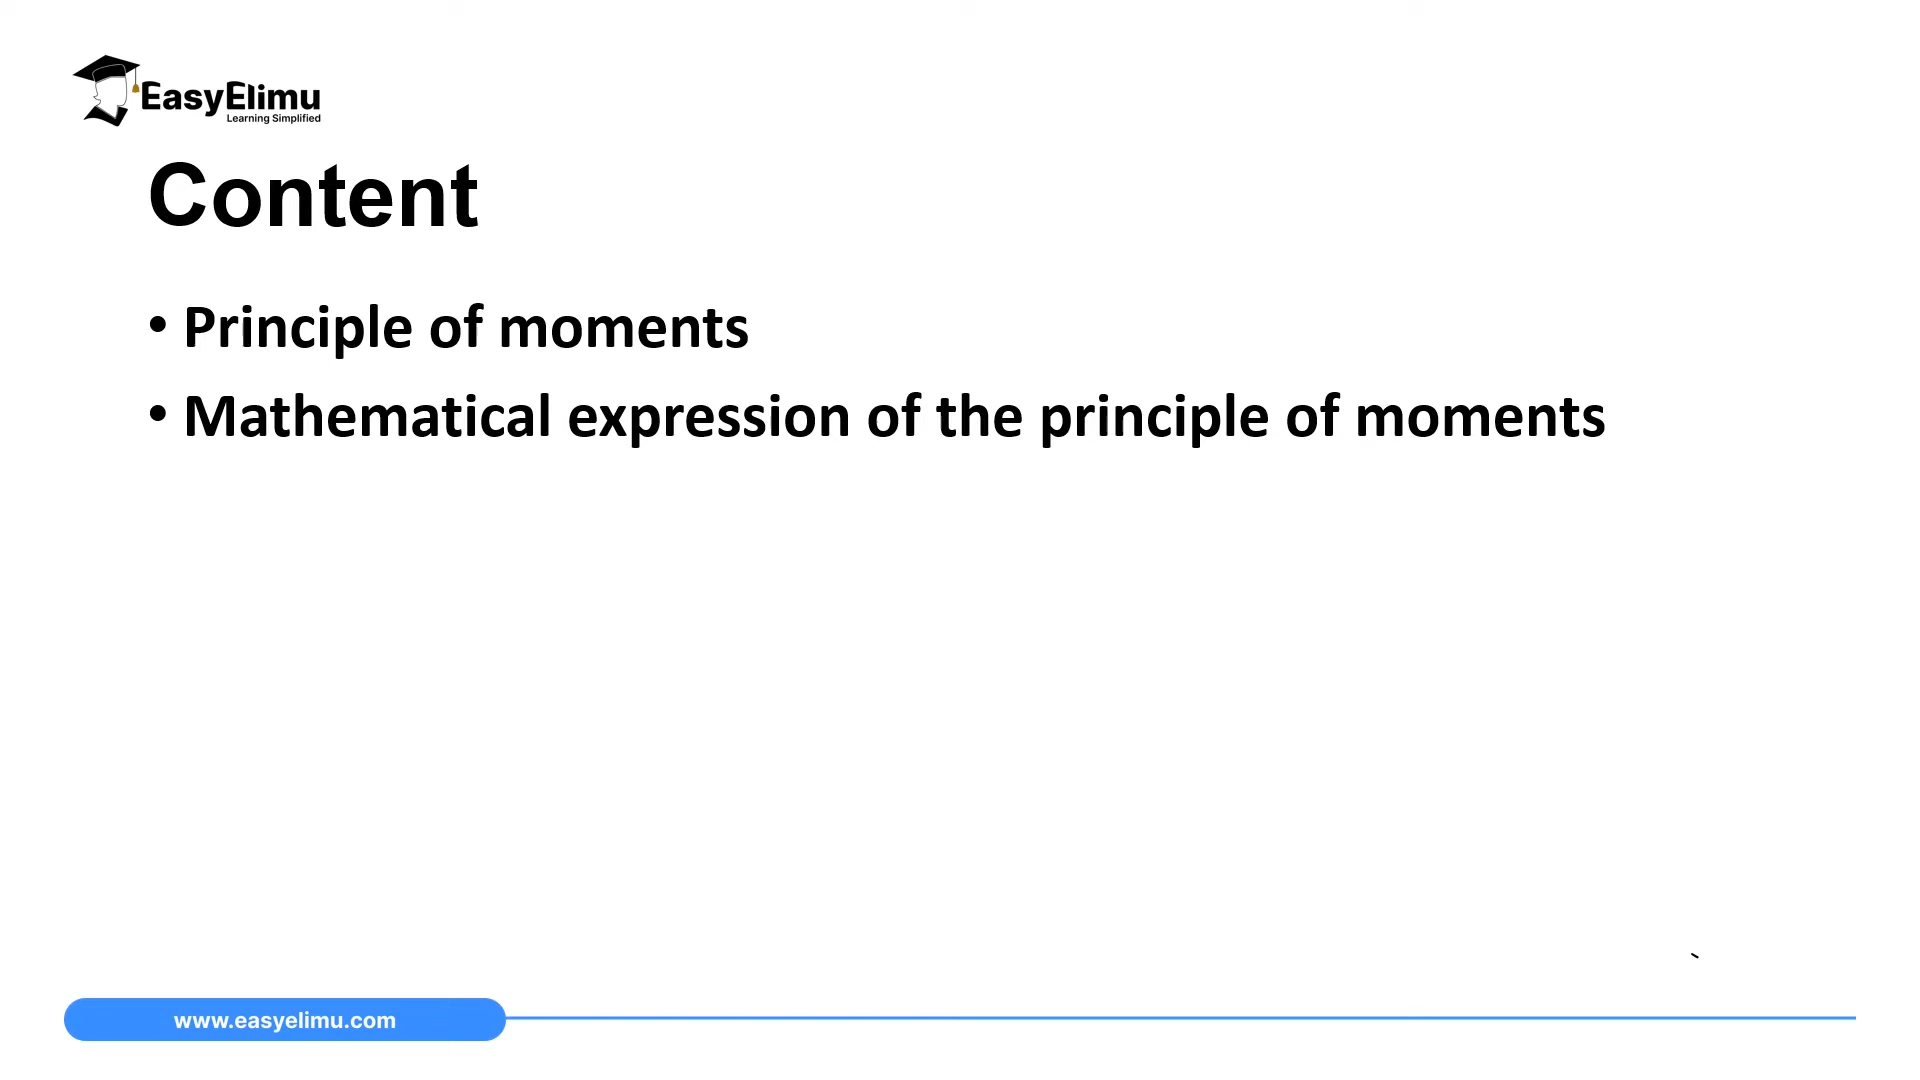 EasyElimu
Learning Simplified
Content
• Principle of moments
• Mathematical expression of the principle of moments
www.easyelimu.com